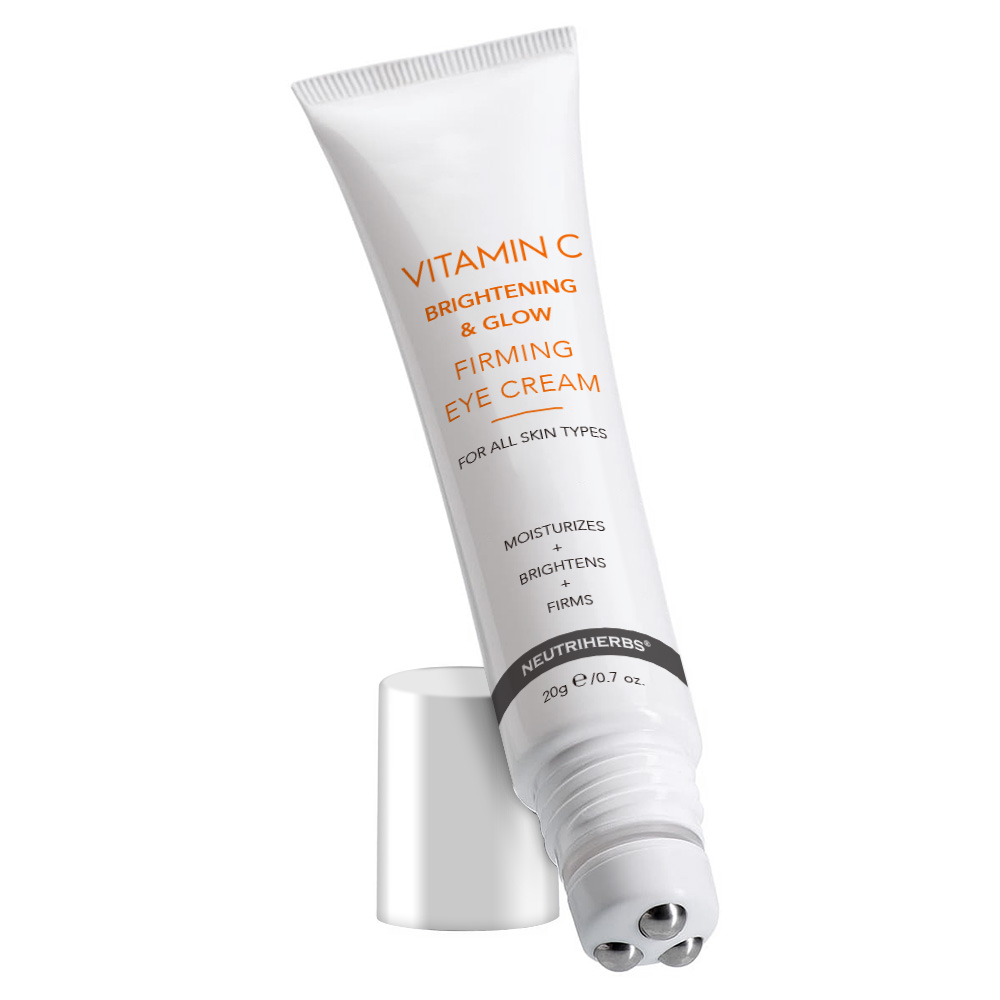 VITAMIN C
BRIGHTENING
& GLOW
FIRMING
EYE CREAM
FOR ALL SKIN TYPES
MOISTURIZES
+
BRIGHTENS
+
FIRMS
NEUTRIHERBS®
20g ℮/0.7 oz.